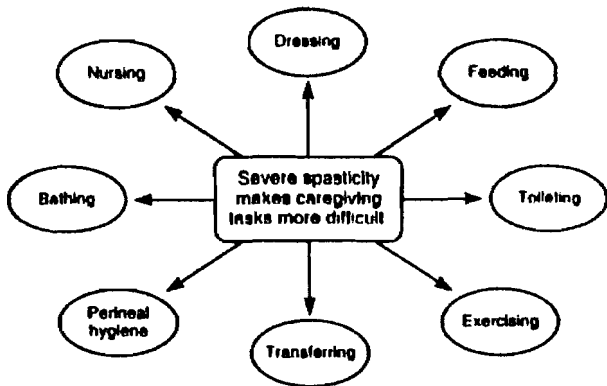 Dressing
Nursing
Feeding
Severe spasticity
makes caregiving
tasks more difficult
Bathing
Toileting
Perineal
hygiene
Exercising
Transferring